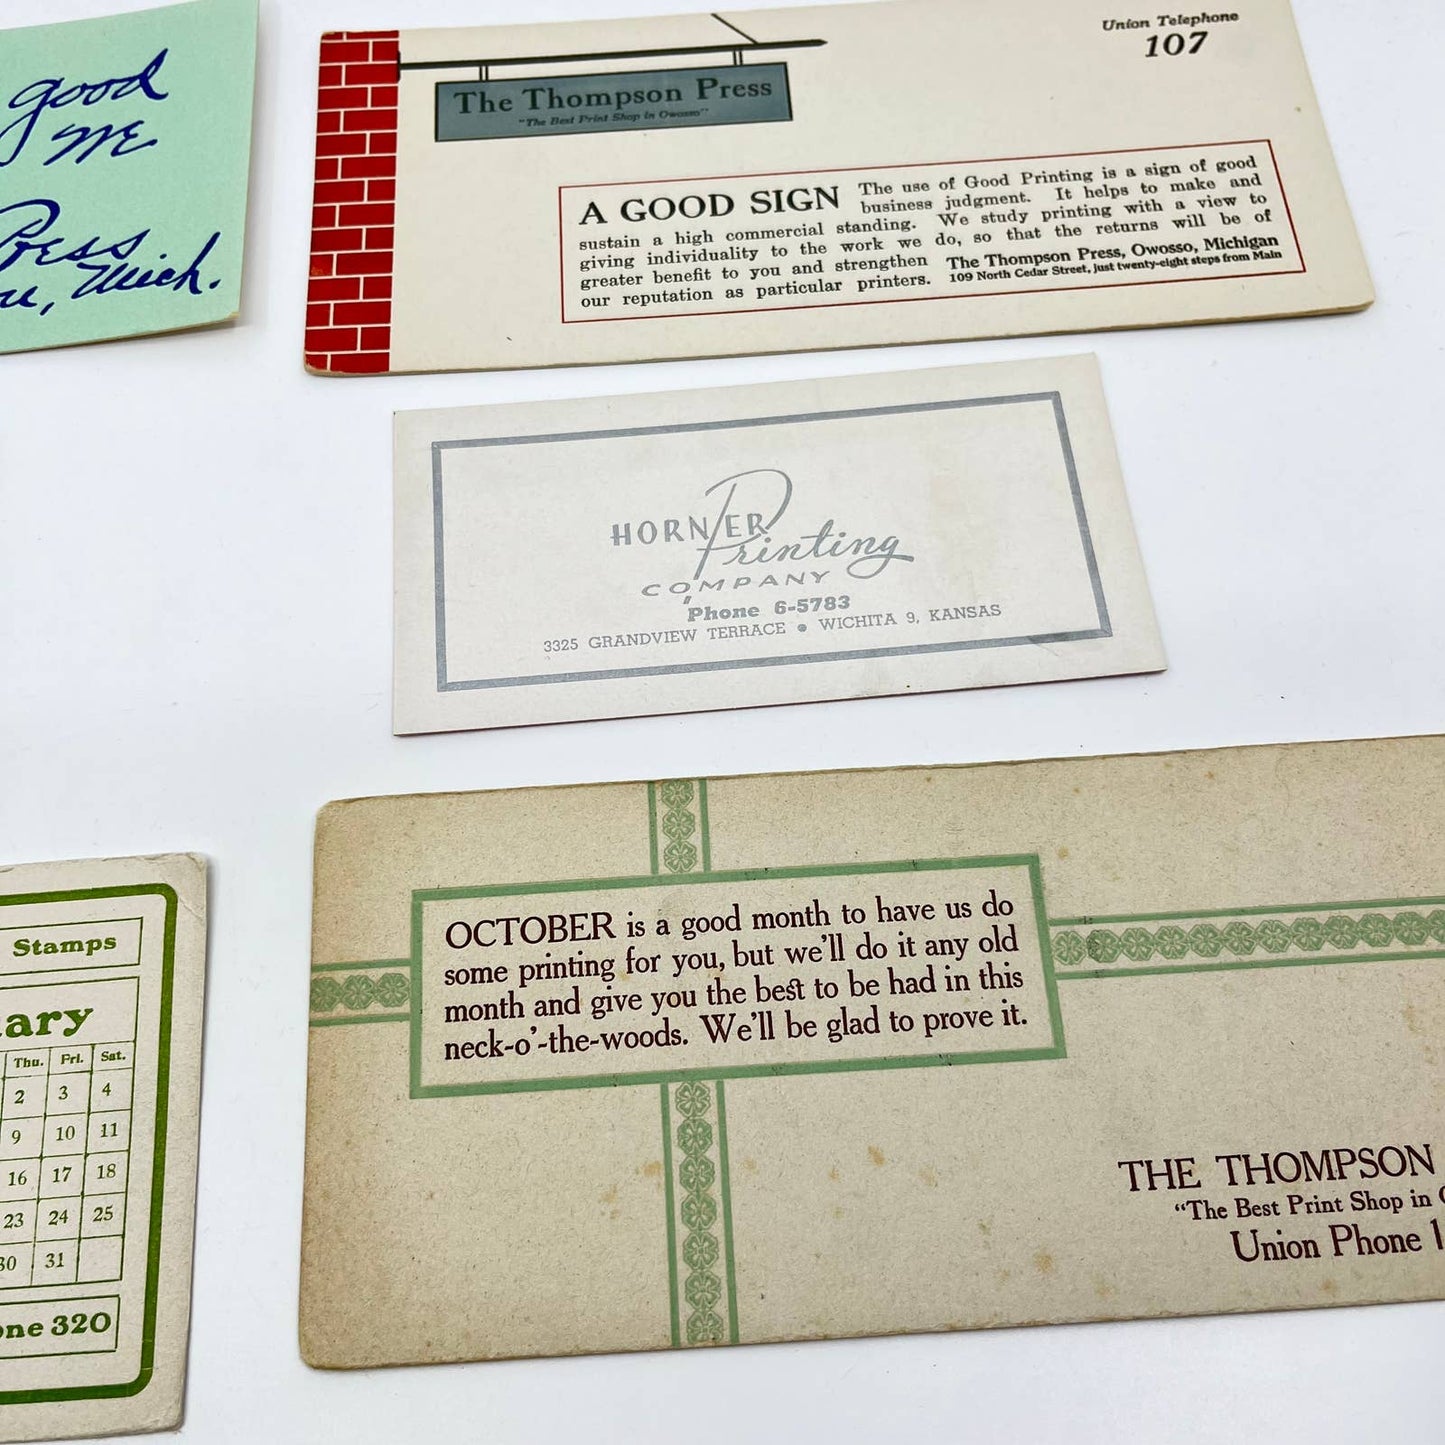 good
me
Press
Mich.
Union Telephone
107
The Thompson Press
"The Best Print Shop in Owosso"
A GOOD SIGN The use of Good Printing is a sign of good
business judgment. It helps to make and
sustain a high commercial standing. We study printing with a view to
giving individuality to the work we do, so that the returns will be of
greater benefit to you and strengthen The Thompson Press, Owosso, Michigan
our reputation as particular printers. 109 North Cedar Street, just twenty-eight steps from Main
HORNER Printing
COMPANY
Phone 6-5783
3325 GRANDVIEW TERRACE • WICHITA 9, KANSAS
Stamps
Thu. Fri. Sat.
2 3 4
9 10 11
16 17 18
23 24 25
30 31
320
OCTOBER is a good month to have us do
some printing for you, but we'll do it any old
month and give you the best to be had in this
neck-o'-the-woods. We'll be glad to prove it.
THE THOMPSON
"The Best Print Shop in
Union Phone 1